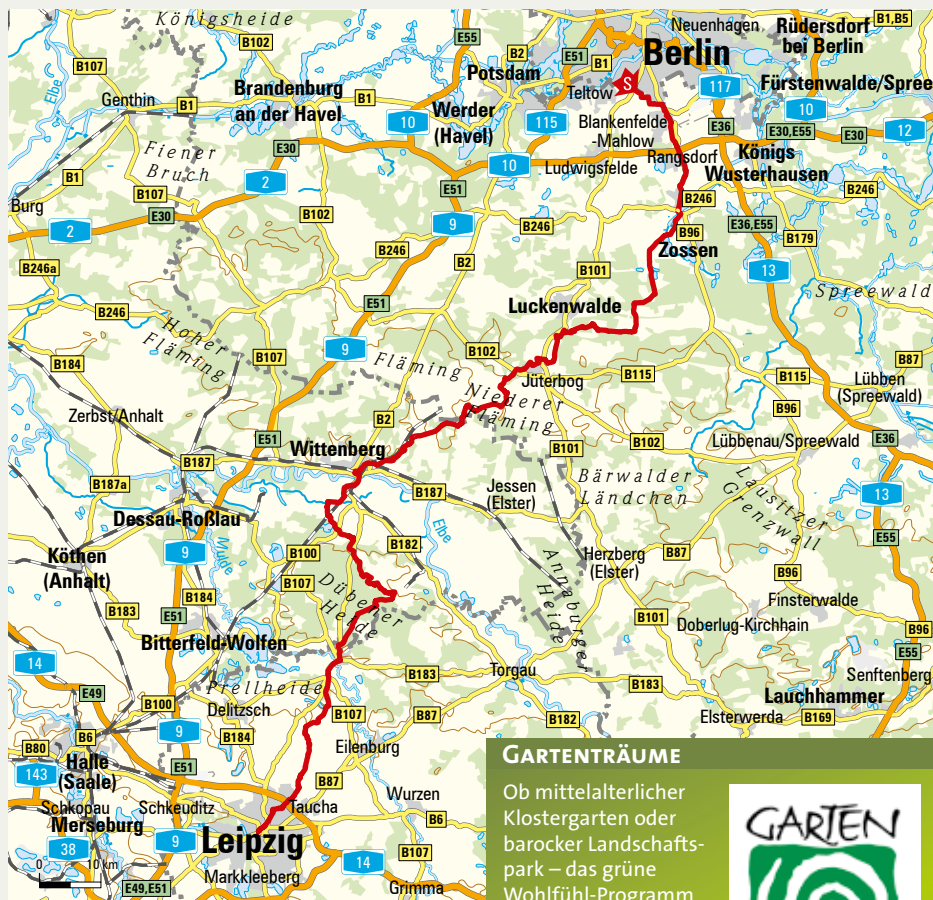 Königsheide
Neuenhagen
Rüdersdorf
bei Berlin
B1,B5
B102
E55
B2
E51
B1
Berlin
B107
Elbe
Potsdam
Genthin
B1
Brandenburg
an der Havel
B1
Werder
(Havel)
Teltow
S
117
Fürstenwalde/Spree
10
10
115
Blankenfelde
-Mahlow
E36
E30,E55
E30
12
Fiener
Bruch
E30
10
Ludwigsfelde
Rangsdorf
Königs
Wusterhausen
B1
B107
2
E51
B246
B246
Burg
E30
B102
9
B246
E36,E55
2
B96
B179
B246
B2
Zossen
B246a
B101
13
E51
Spreewald
B246
Luckenwalde
Hoher
Fläming
9
B184
B107
Fläming
B102
B87
Jüterbog
B115
B115
Lübben
(Spreewald)
Niederer
Fläming
Zerbst/Anhalt
B2
B96
E51
Wittenberg
B101
B102
Lübbenau/Spreewald
E36
B187
B187a
B187
Jessen
(Elster)
Bärwalder
Ländchen
Lausitzer
Grenzwall
13
Dessau-Roßlau
Elbe
E55
Mulde
B182
Köthen
(Anhalt)
9
B100
Annaburger
Heide
Herzberg
(Elster)
B87
B107
Dübener
Heide
B96
B184
Finsterwalde
B183
E51
B101
Doberlug-Kirchhain
B96
Bitterfeld-Wolfen
E55
14
Torgau
B183
Senftenberg
B183
E49
Prellheide
Lauchhammer
B100
Delitzsch
B107
B87
B182
Elsterwerda
B169
9
B6
B184
Eilenburg
B80
Halle
(Saale)
E51
143
B87
Wurzen
Schkopau
Schkeuditz
Taucha
Merseburg
B6
38
9
Leipzig
B107
14
0
10 km
Markkleeberg
E49,E51
Grimma
GARTENTRÄUME
Ob mittelalterlicher
Klostergarten oder
barocker Landschafts-
park – das grüne
Wohlfühl-Programm
GARTEN